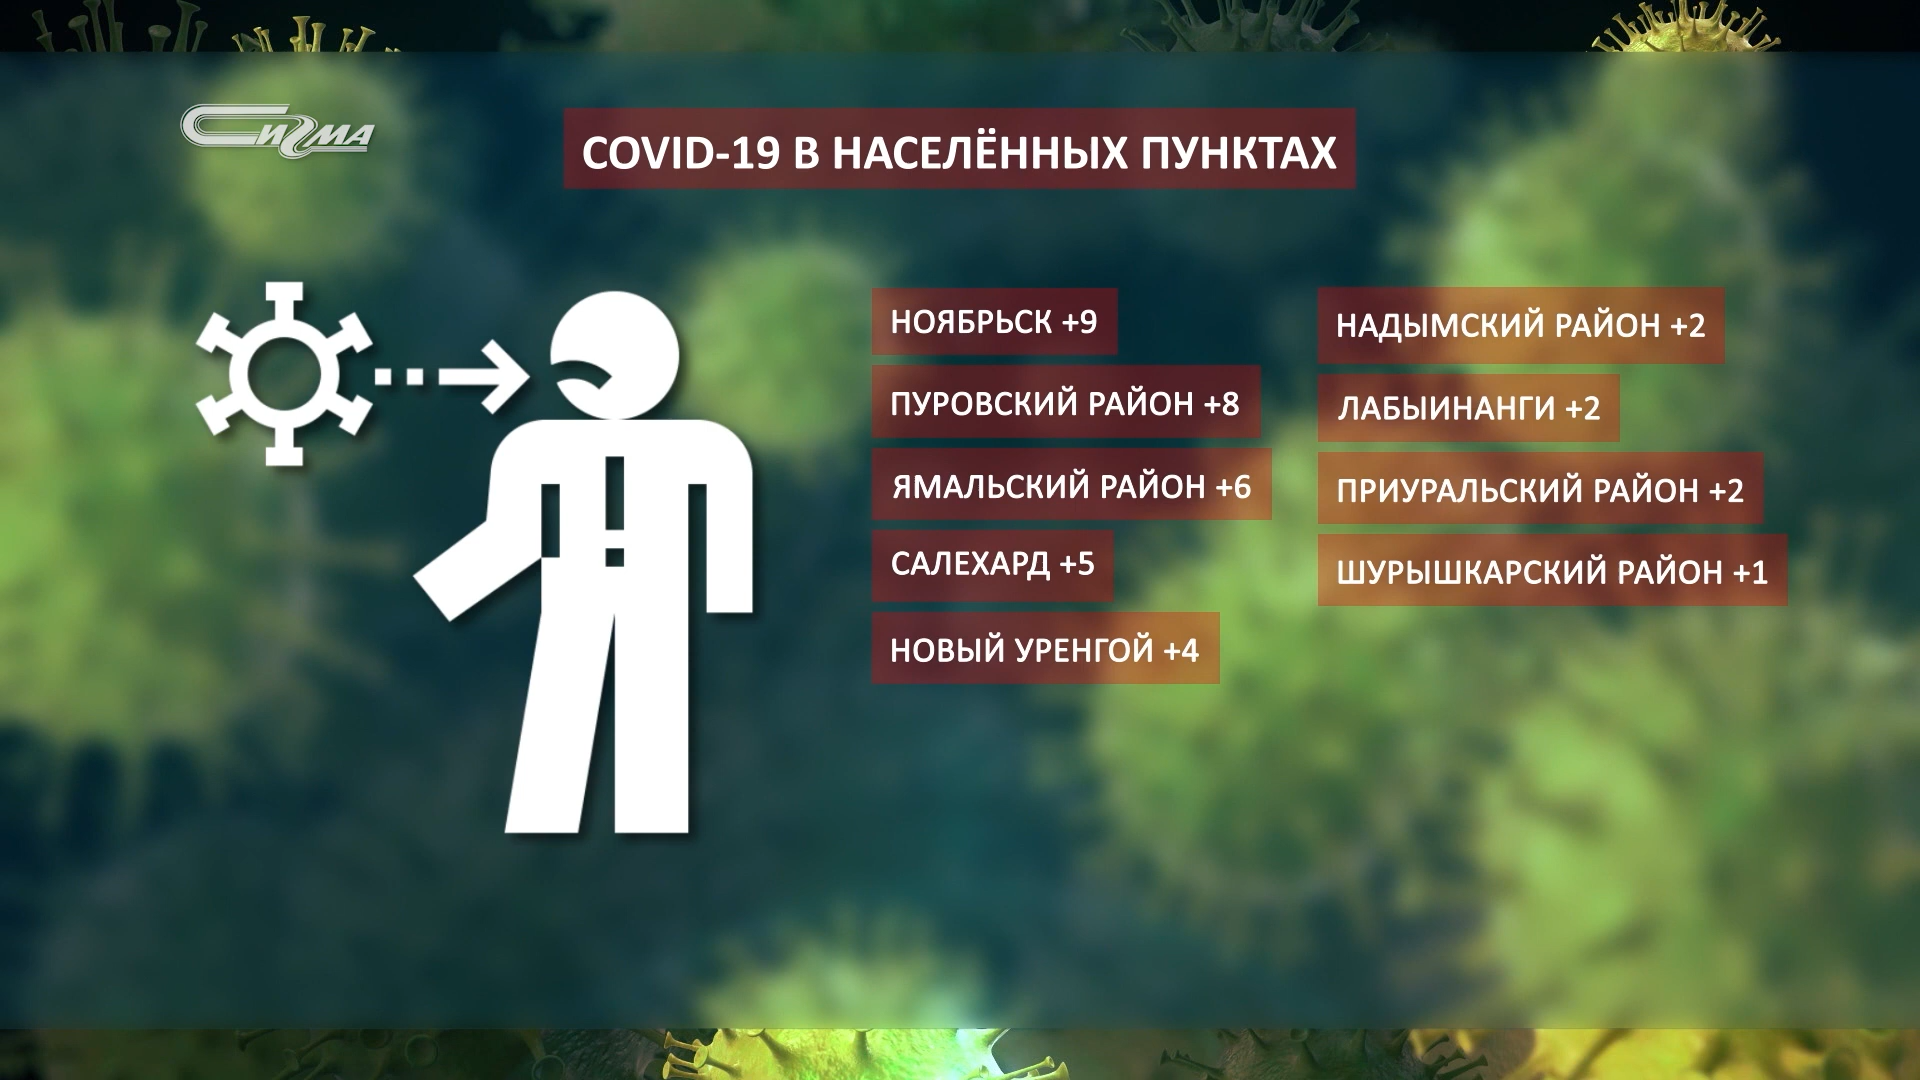 СИГМА
COVID-19 В НАСЕЛЁННЫХ ПУНКТАХ
НОЯБРЬСК +9
ПУРОВСКИЙ РАЙОН +8
ЯМАЛЬСКИЙ РАЙОН +6
САЛЕХАРД +5
НОВЫЙ УРЕНГОЙ +4
НАДЫМСКИЙ РАЙОН +2
ЛАБЫИНАНГИ +2
ПРИУРАЛЬСКИЙ РАЙОН +2
ШУРЫШКАРСКИЙ РАЙОН +1